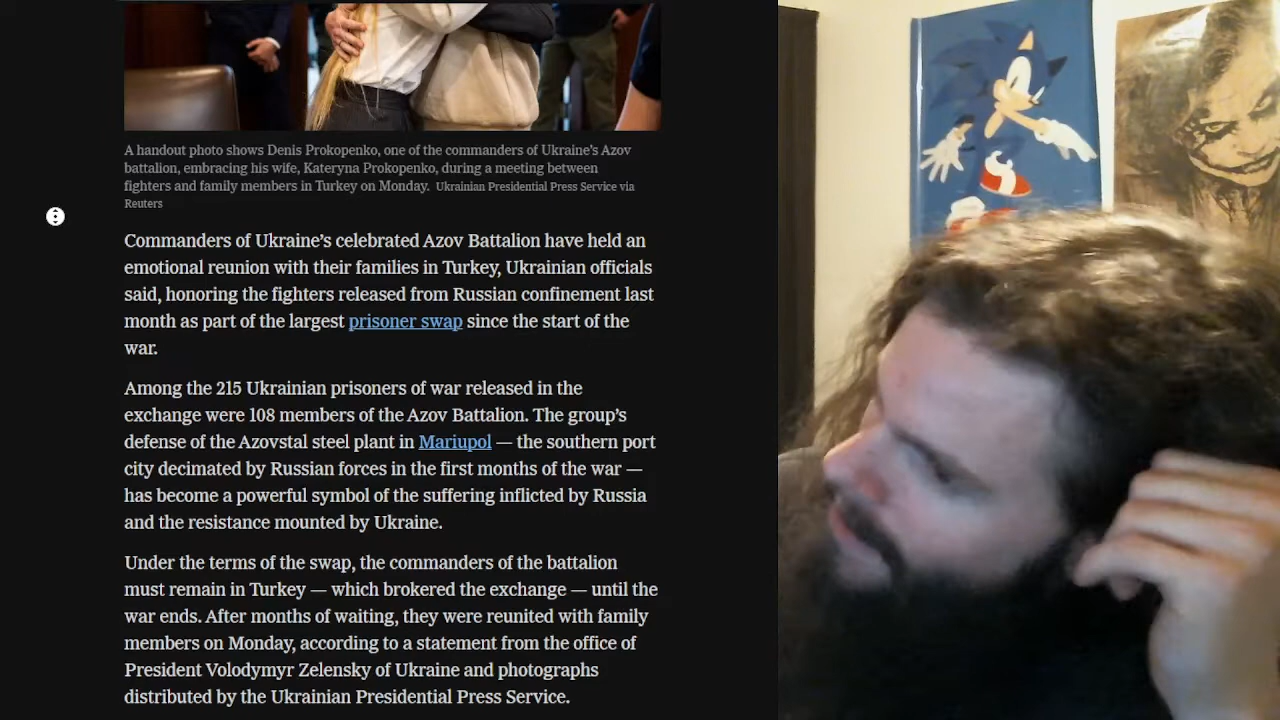 A handout photo shows Denis Prokopenko, one of the commanders of Ukraine’s Azov
battalion, embracing his wife, Kateryna Prokopenko, during a meeting between
fighters and family members in Turkey on Monday. Ukrainian Presidential Press Service via
Reuters
Commanders of Ukraine’s celebrated Azov Battalion have held an
emotional reunion with their families in Turkey, Ukrainian officials
said, honoring the fighters released from Russian confinement last
month as part of the largest prisoner swap since the start of the
war.
Among the 215 Ukrainian prisoners of war released in the
exchange were 108 members of the Azov Battalion. The group’s
defense of the Azovstal steel plant in Mariupol — the southern port
city decimated by Russian forces in the first months of the war —
has become a powerful symbol of the suffering inflicted by Russia
and the resistance mounted by Ukraine.
Under the terms of the swap, the commanders of the battalion
must remain in Turkey — which brokered the exchange — until the
war ends. After months of waiting, they were reunited with family
members on Monday, according to a statement from the office of
President Volodymyr Zelensky of Ukraine and photographs
distributed by the Ukrainian Presidential Press Service.